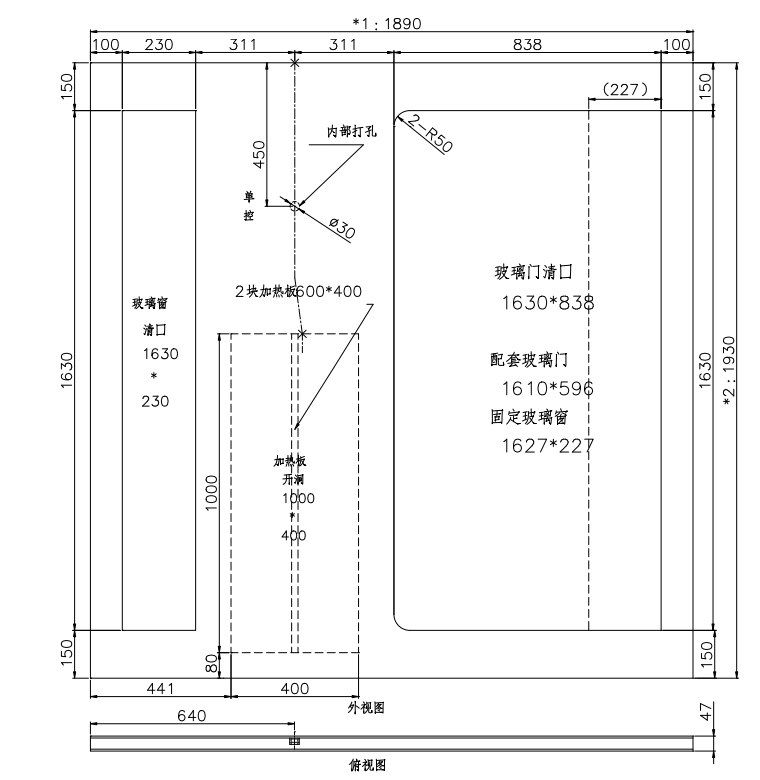 *1:1890
100 230 311 311 838 100
150
150
(227)
2-R50
内部打孔
450
单
控
ø30
2块加热板600*400
玻璃窗
清口
1630
*
230
玻璃门清口
1630*838
配套玻璃门
1610*596
固定玻璃窗
1627*227
1630
1630
*2:1930
加热板
开洞
1000
*
400
1000
150
80
150
441 400
外视图
640
47
俯视图